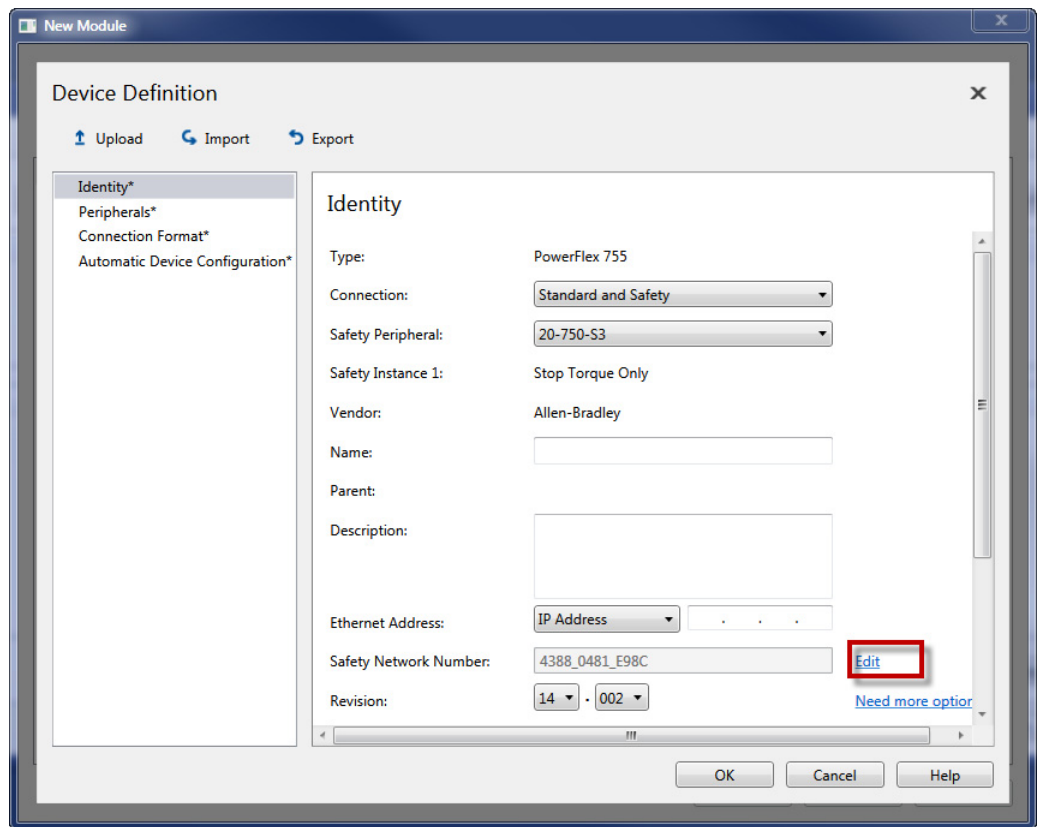 New Module
Device Definition
Upload Import Export
Identity*
Peripherals*
Connection Format*
Automatic Device Configuration*
Identity
Type: PowerFlex 755
Connection: Standard and Safety
Safety Peripheral: 20-750-S3
Safety Instance 1: Stop Torque Only
Vendor: Allen-Bradley
Name:
Parent:
Description:
Ethernet Address: IP Address . . .
Safety Network Number: 4388_0481_E98C Edit
Revision: 14 . 002 Need more option
OK Cancel Help